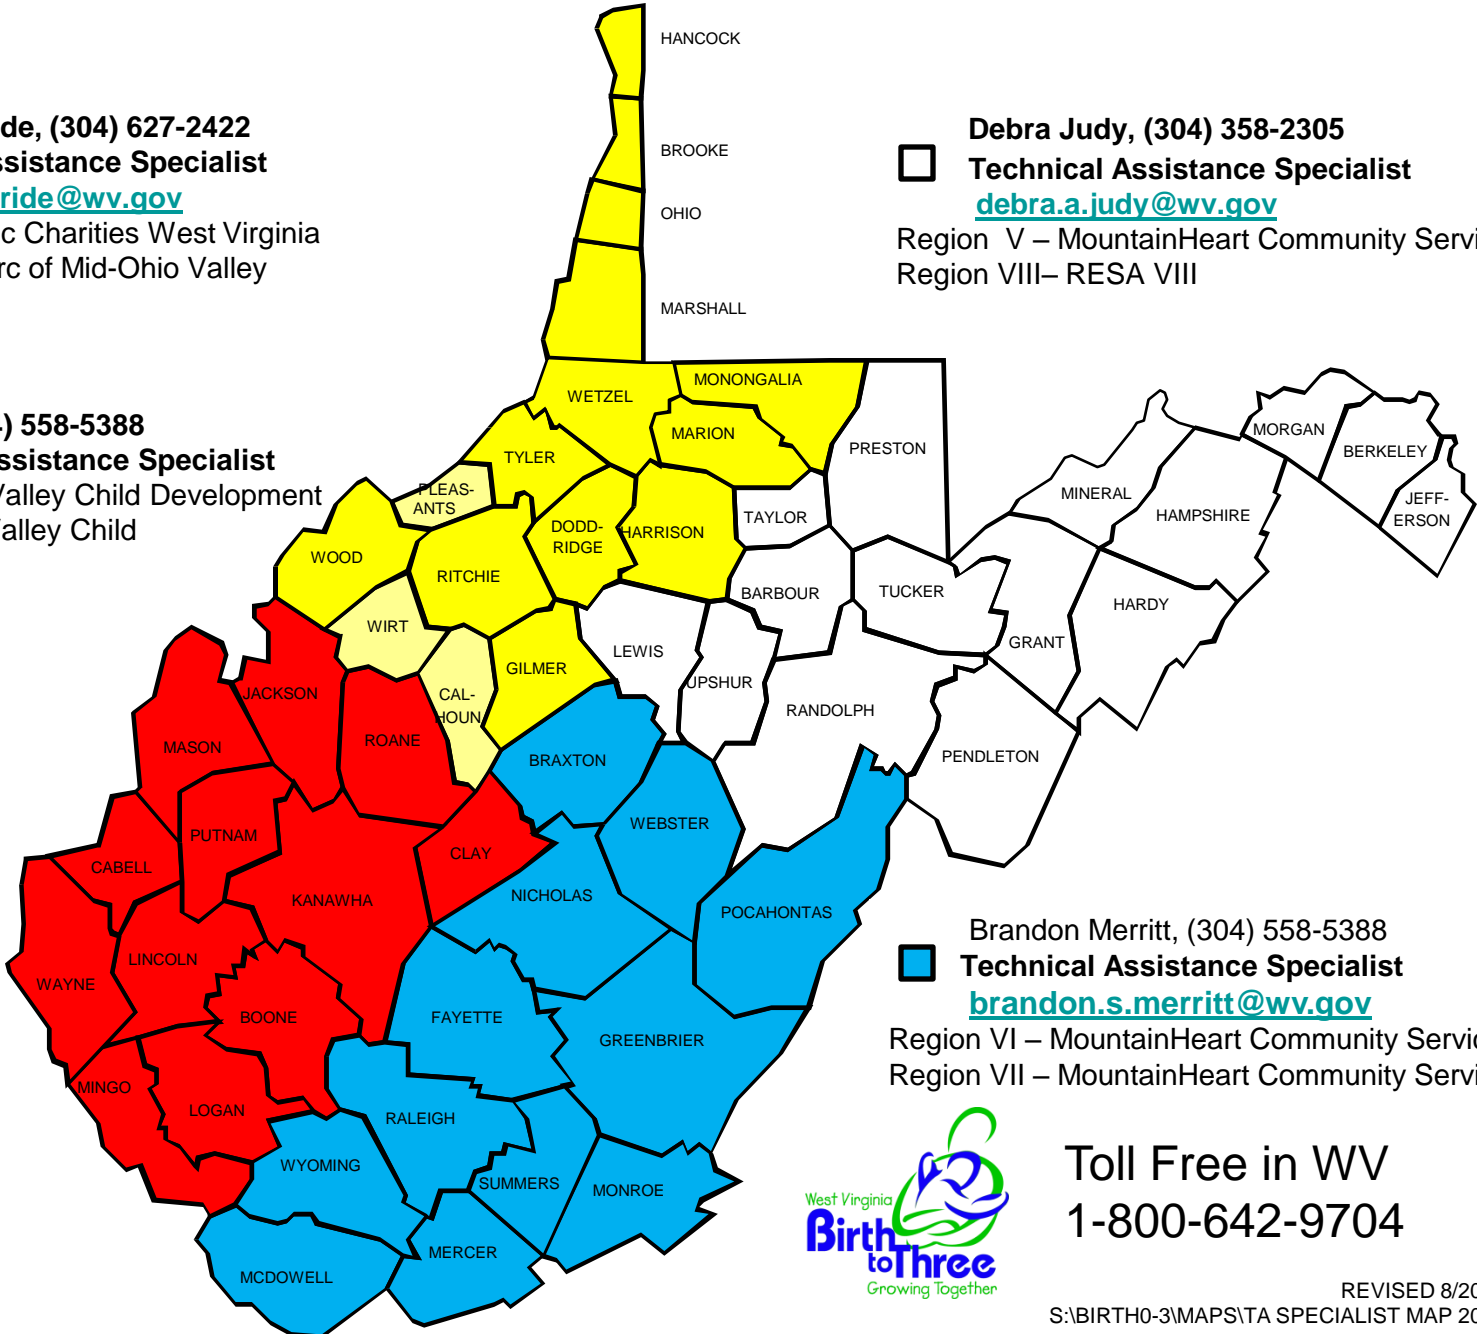 de, (304) 627-2422
ssistance Specialist
ride@wv.gov
c Charities West Virginia
rc of Mid-Ohio Valley
) 558-5388
ssistance Specialist
Valley Child Development
Valley Child
Debra Judy, (304) 358-2305
Technical Assistance Specialist
debra.a.judy@wv.gov
Region V – MountainHeart Community Servi
Region VIII– RESA VIII
HANCOCK
BROOKE
OHIO
MARSHALL
WETZEL
MONONGALIA
MARION
PRESTON
TYLER
PLEAS-
ANTS
WOOD
RITCHIE
DODD-
RIDGE
HARRISON
TAYLOR
BARBOUR
TUCKER
MINERAL
HAMPSHIRE
MORGAN
BERKELEY
JEFF-
ERSON
HARDY
GRANT
WIRT
CAL-
HOUN
GILMER
LEWIS
UPSHUR
RANDOLPH
PENDLETON
JACKSON
ROANE
MASON
BRAXTON
WEBSTER
PUTNAM
CABELL
CLAY
KANAWHA
NICHOLAS
POCAHONTAS
WAYNE
LINCOLN
BOONE
FAYETTE
GREENBRIER
MINGO
LOGAN
RALEIGH
WYOMING
SUMMERS
MONROE
MERCER
MCDOWELL
Brandon Merritt, (304) 558-5388
Technical Assistance Specialist
brandon.s.merritt@wv.gov
Region VI – MountainHeart Community Servic
Region VII – MountainHeart Community Servi
West Virginia
Birth
to Three
Growing Together
Toll Free in WV
1-800-642-9704
REVISED 8/20
S:\BIRTH0-3\MAPS\TA SPECIALIST MAP 20